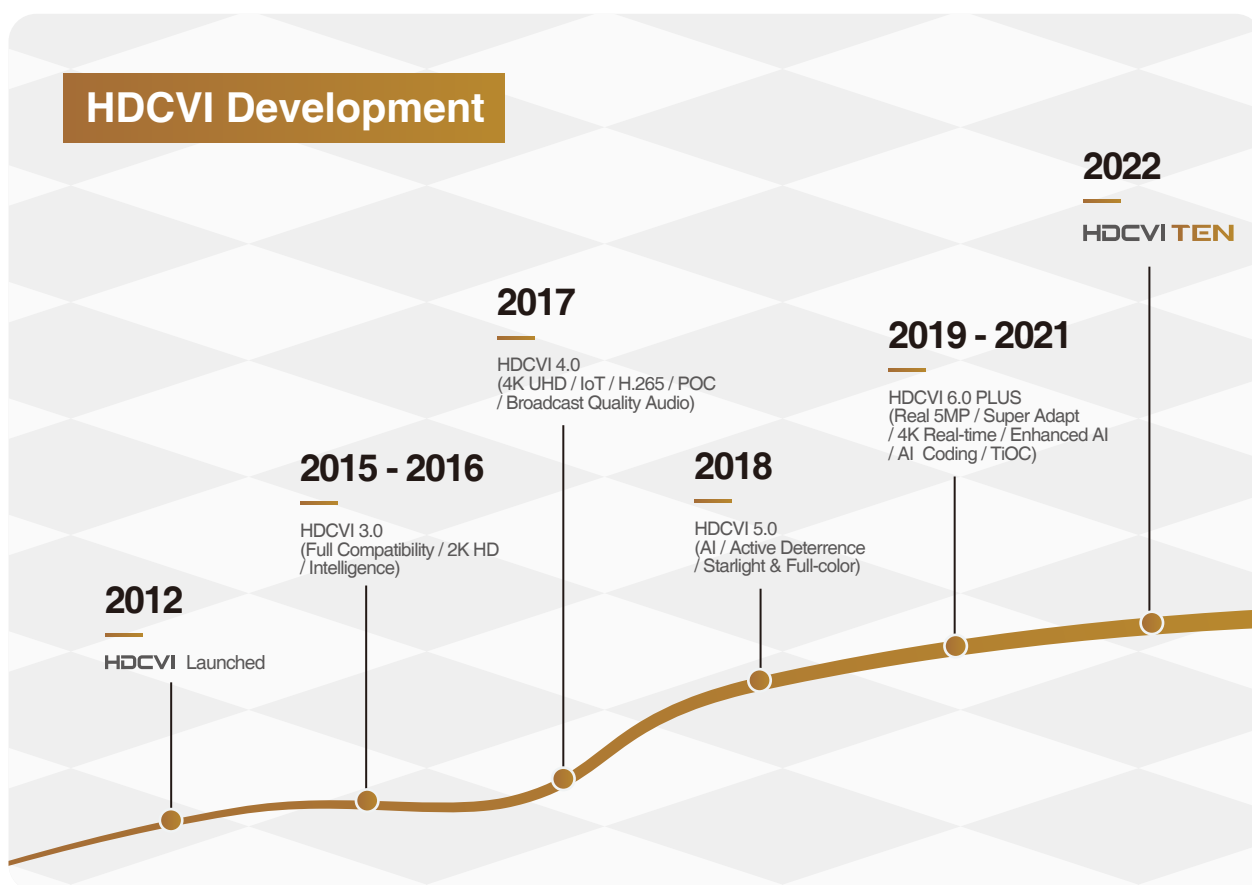 HDCVI Development
2012
HDCVI Launched
2015 - 2016
HDCVI 3.0
(Full Compatibility / 2K HD
/ Intelligence)
2017
HDCVI 4.0
(4K UHD / IoT / H.265 / POC
/ Broadcast Quality Audio)
2018
HDCVI 5.0
(AI / Active Deterrence
/ Starlight & Full-color)
2019 - 2021
HDCVI 6.0 PLUS
(Real 5MP / Super Adapt
/ 4K Real-time / Enhanced AI
/ AI Coding / TiOC)
2022
HDCVI TEN